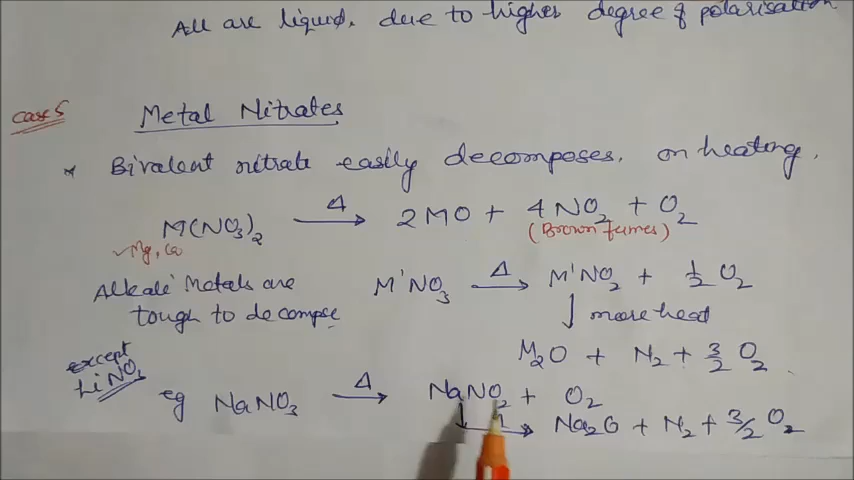 All are liquid, due to higher degree of polarisation
Case 5 Metal Nitrates
* Bivalent nitrate easily decomposes. on heating.
M(NO₃)₂ —Δ→ 2MO + 4NO₂ + O₂
(Brown fumes)
✓Mg, Ca
Alkali Metals are
tough to decompse
M'NO₃ —Δ→ M'NO₂ + ½ O₂
↓ more heat
M₂O + N₂ + 3/2 O₂
except
LiNO₃
eg NaNO₃ —Δ→ NaNO₂ + O₂
→ Na₂O + N₂ + 3/2 O₂